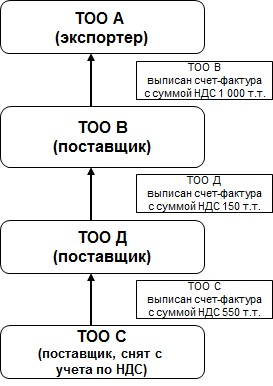 ТОО А
(экспортер)
ТОО В
выписан счет-фактура
с суммой НДС 1 000 т.т.
ТОО В
(поставщик)
ТОО Д
выписан счет-фактура
с суммой НДС 150 т.т.
ТОО Д
(поставщик)
ТОО С
выписан счет-фактура
с суммой НДС 550 т.т.
ТОО С
(поставщик, снят с
учета по НДС)